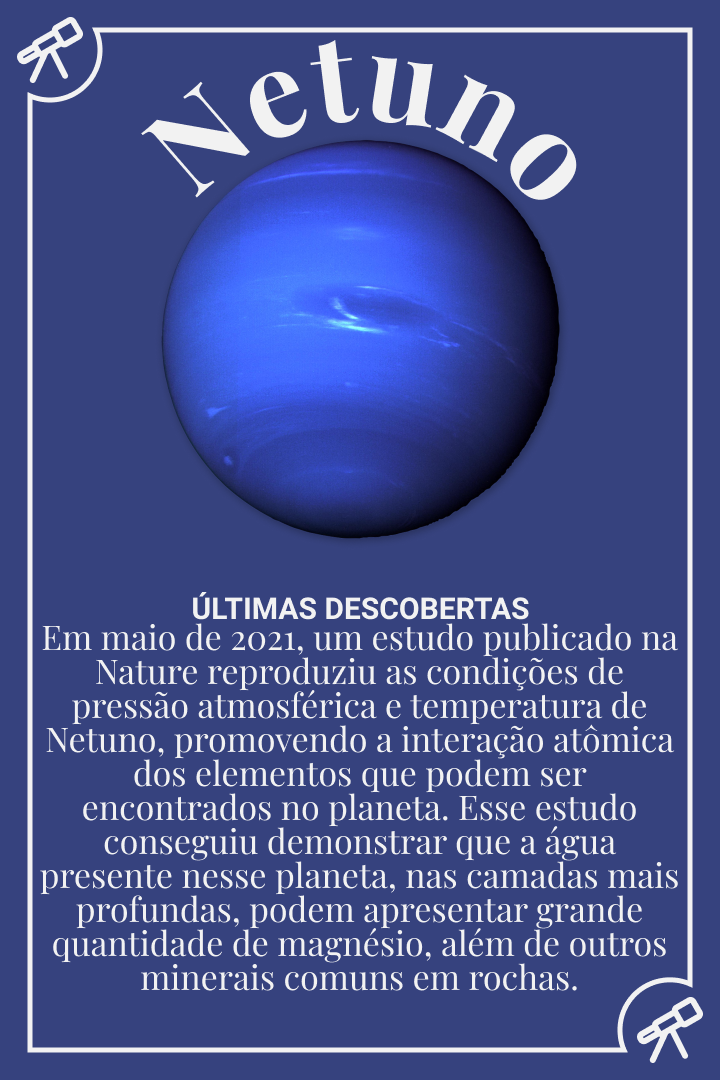 Netuno
ÚLTIMAS DESCOBERTAS
Em maio de 2021, um estudo publicado na
Nature reproduziu as condições de
pressão atmosférica e temperatura de
Netuno, promovendo a interação atômica
dos elementos que podem ser
encontrados no planeta. Esse estudo
conseguiu demonstrar que a água
presente nesse planeta, nas camadas mais
profundas, podem apresentar grande
quantidade de magnésio, além de outros
minerais comuns em rochas.